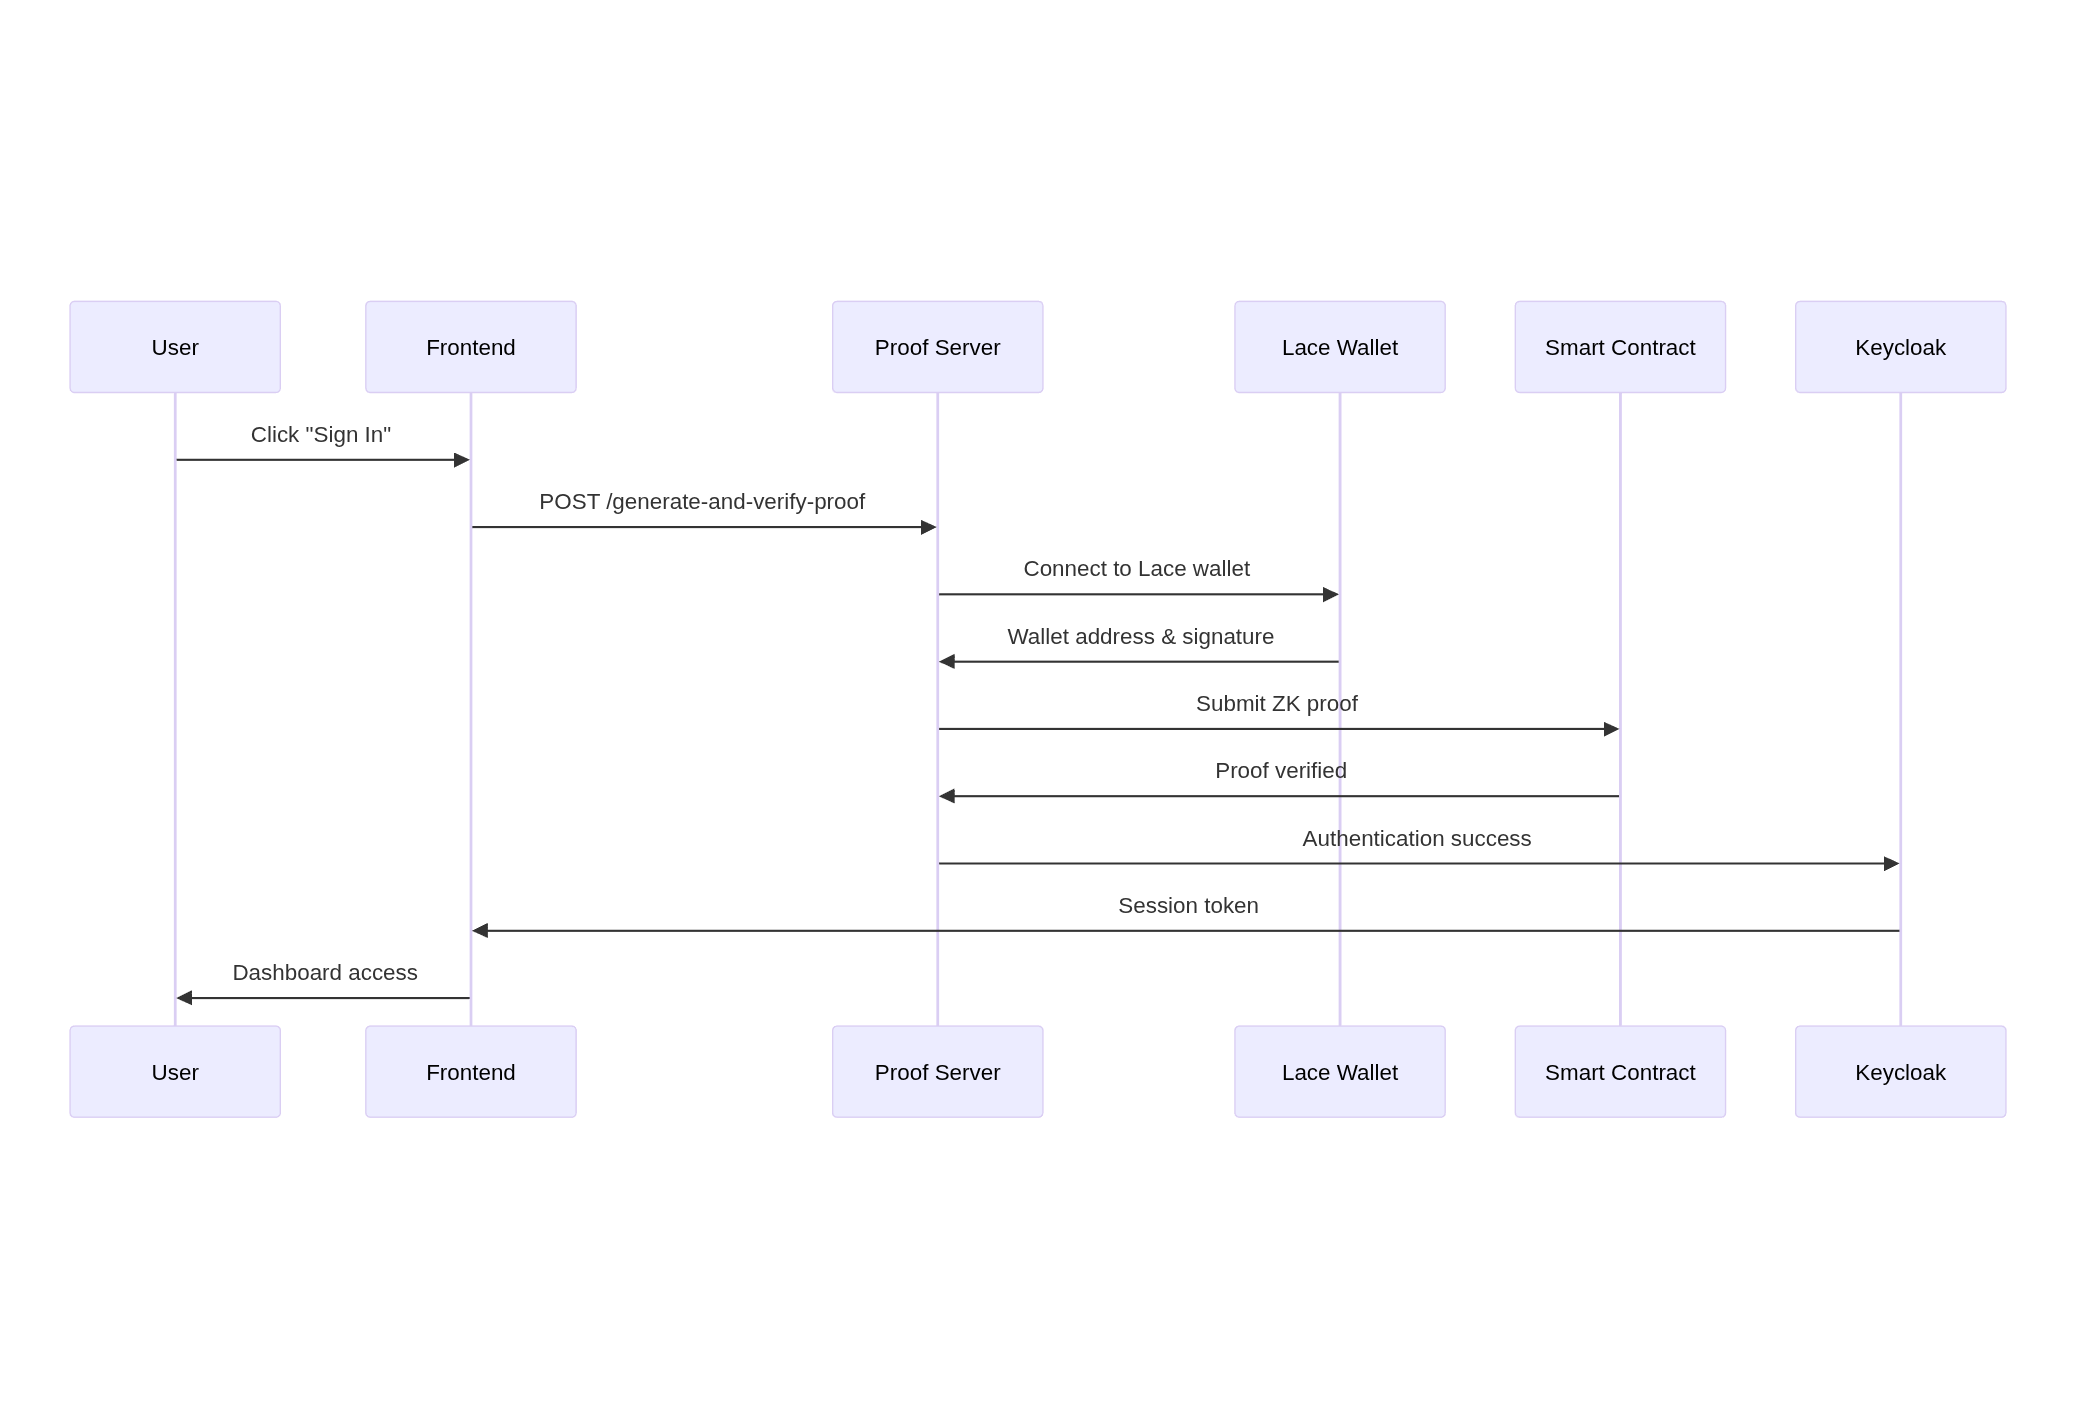 User
Frontend
Proof Server
Lace Wallet
Smart Contract
Keycloak
Click "Sign In"
POST /generate-and-verify-proof
Connect to Lace wallet
Wallet address & signature
Submit ZK proof
Proof verified
Authentication success
Session token
Dashboard access
User
Frontend
Proof Server
Lace Wallet
Smart Contract
Keycloak